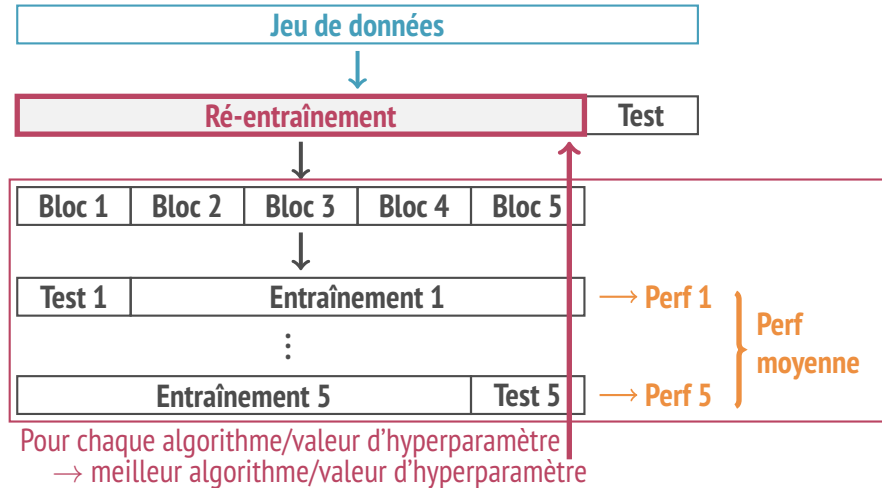 Jeu de données
Ré-entraînement Test
Bloc 1 Bloc 2 Bloc 3 Bloc 4 Bloc 5
Test 1 Entraînement 1 → Perf 1
Perf
moyenne
⋮
Entraînement 5 Test 5 → Perf 5
Pour chaque algorithme/valeur d'hyperparamètre
→ meilleur algorithme/valeur d'hyperparamètre